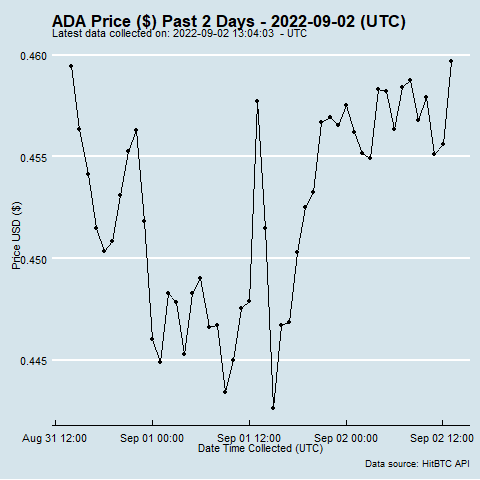 ADA Price ($) Past 2 Days - 2022-09-02 (UTC)
Latest data collected on: 2022-09-02 13:04:03  - UTC
0.460
0.455
0.450
0.445
Price USD ($)
Aug 31 12:00 Sep 01 00:00 Sep 01 12:00 Sep 02 00:00 Sep 02 12:00
Date Time Collected (UTC)
Data source: HitBTC API